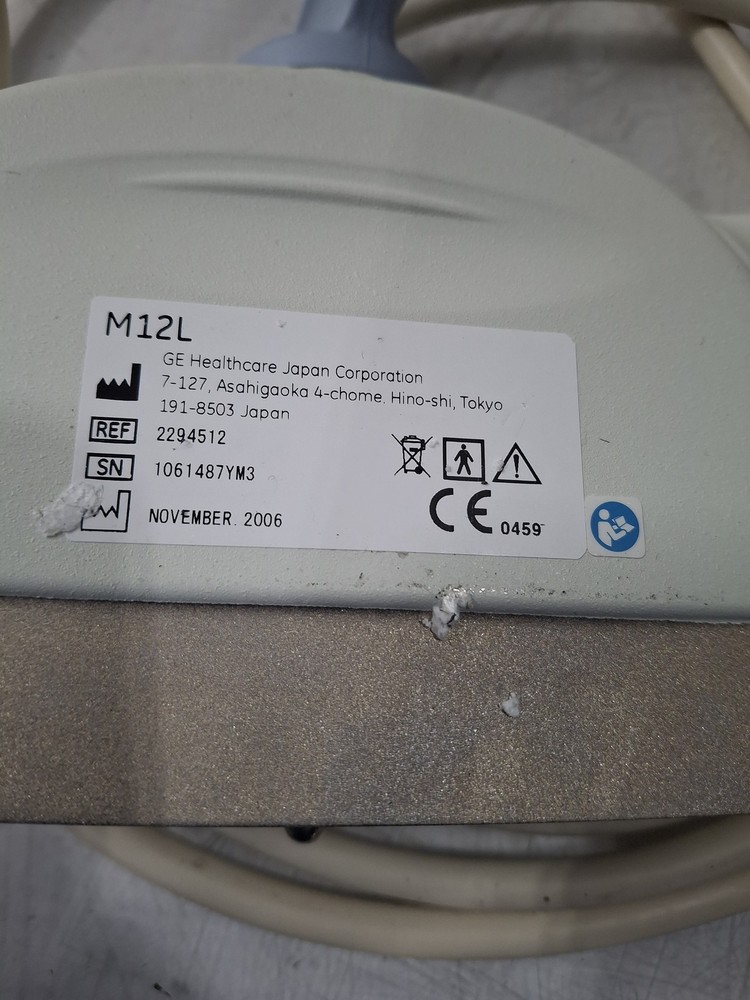 M12L
GE Healthcare Japan Corporation
7-127, Asahigaoka 4-chome, Hino-shi, Tokyo
191-8503 Japan
REF 2294512
SN 1061487YM3
NOVEMBER. 2006
CE 0459